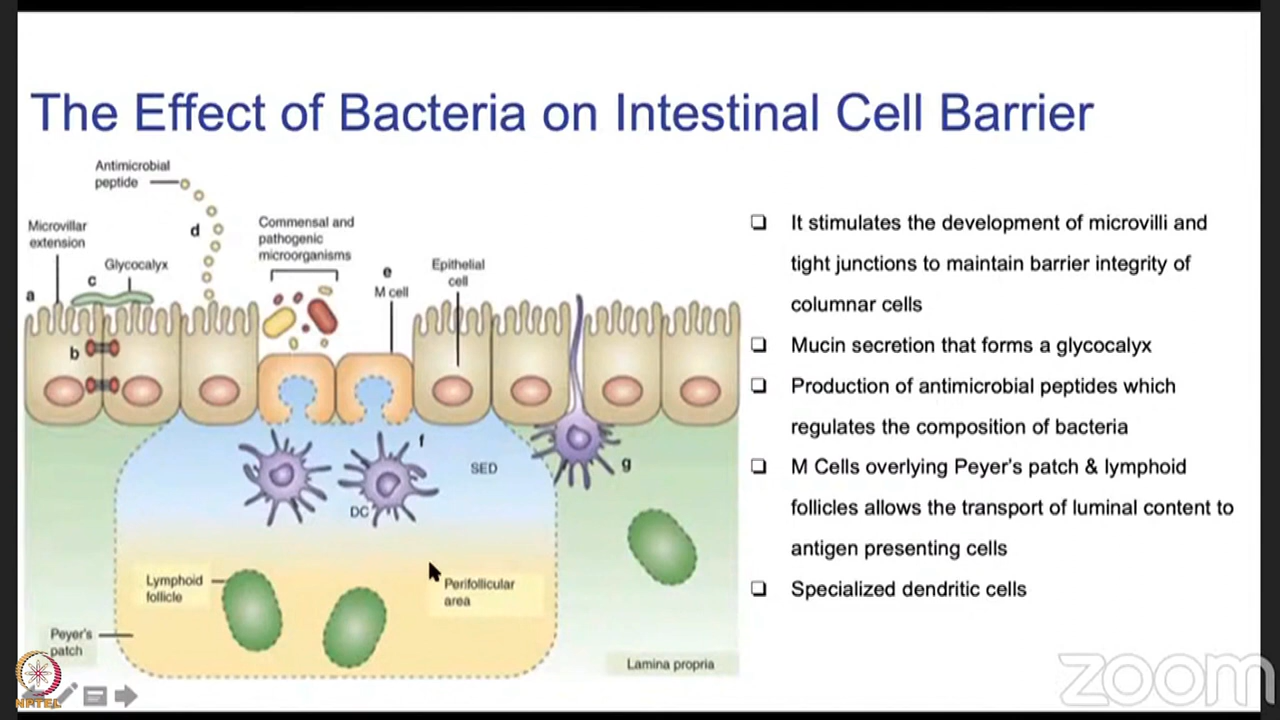 The Effect of Bacteria on Intestinal Cell Barrier
Antimicrobial
peptide
Microvillar
extension
d
Commensal and
pathogenic
microorganisms
Glycocalyx
c
e
M cell
Epithelial
cell
a
b
f
SED
g
DC
Lymphoid
follicle
Perifollicular
area
Peyer's
patch
Lamina propria
❑ It stimulates the development of microvilli and
tight junctions to maintain barrier integrity of
columnar cells
❑ Mucin secretion that forms a glycocalyx
❑ Production of antimicrobial peptides which
regulates the composition of bacteria
❑ M Cells overlying Peyer's patch & lymphoid
follicles allows the transport of luminal content to
antigen presenting cells
❑ Specialized dendritic cells
NPTEL
zoom